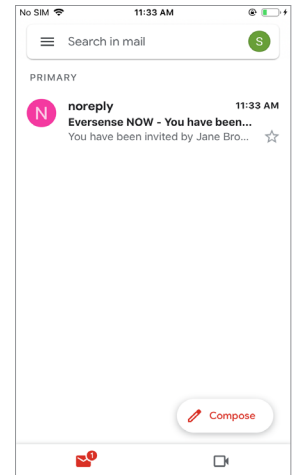 No SIM 11:33 AM
Search in mail S
PRIMARY
N noreply 11:33 AM
Eversense NOW - You have been...
You have been invited by Jane Bro...
Compose
1